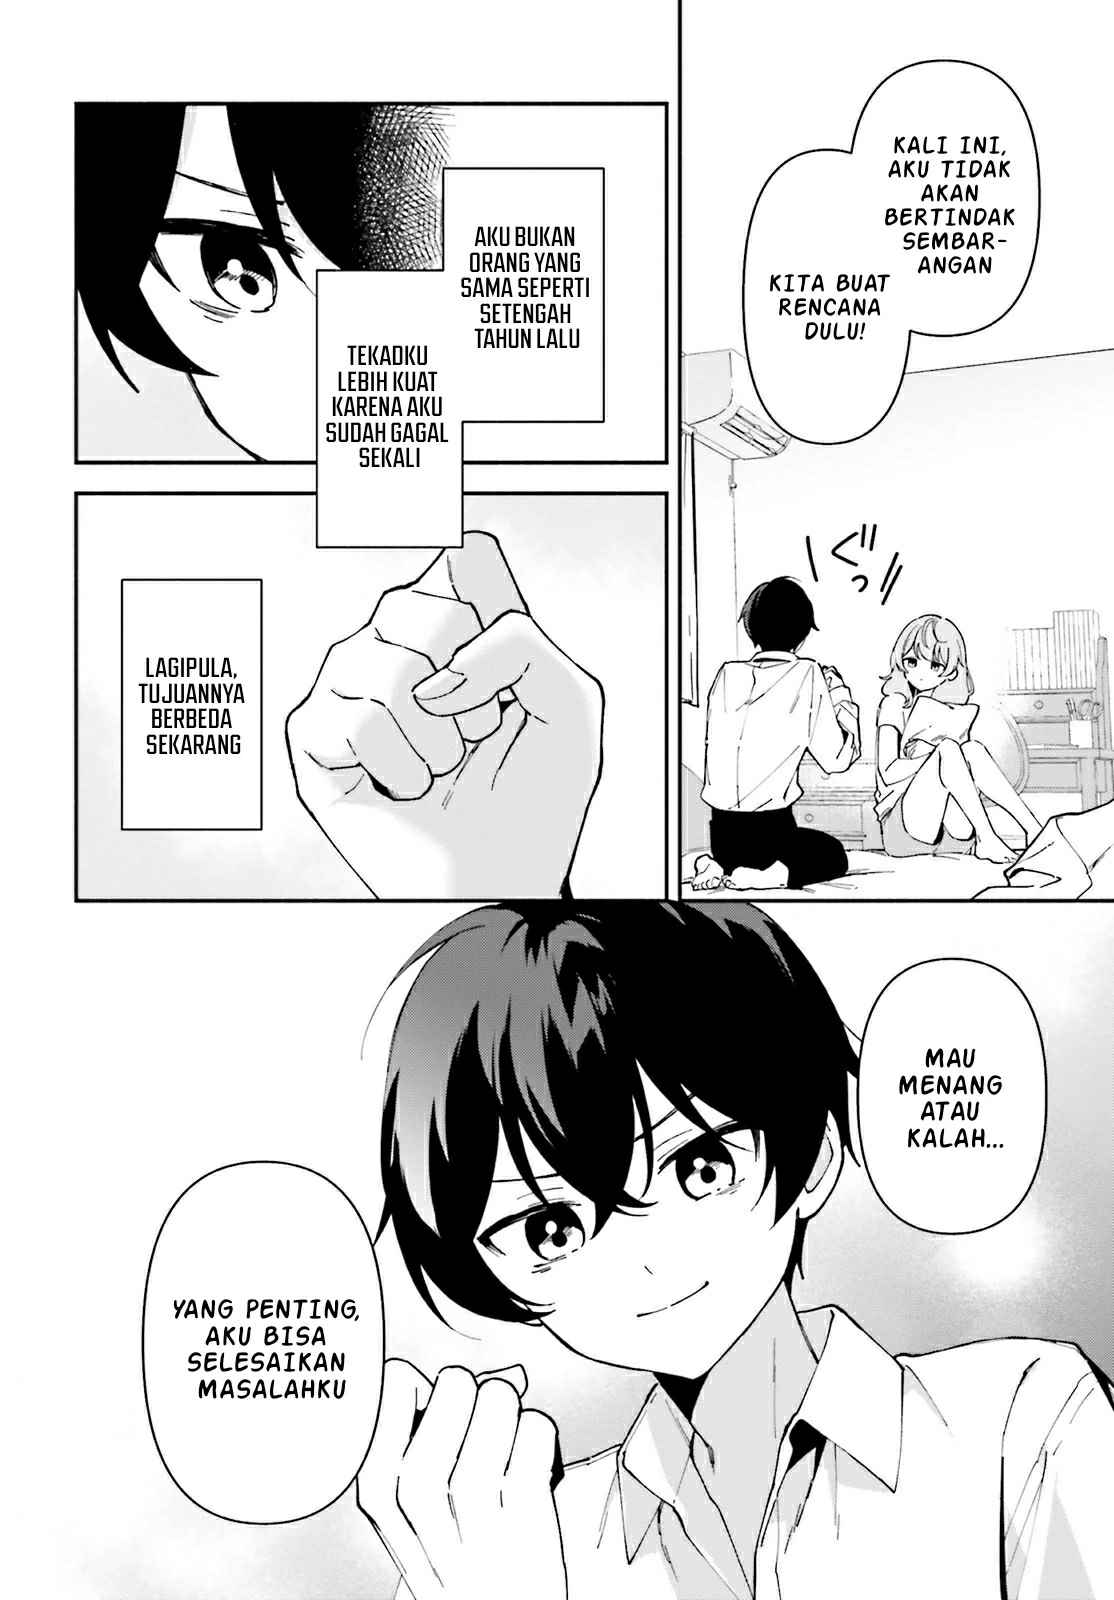 KALI INI,
AKU TIDAK
AKAN
BERTINDAK
SEMBAR-
ANGAN
KITA BUAT
RENCANA
DULU!
ぐっ
AKU BUKAN
ORANG YANG
SAMA SEPERTI
SETENGAH
TAHUN LALU
TEKADKU
LEBIH KUAT
KARENA AKU
SUDAH GAGAL
SEKALI
LAGIPULA,
TUJUANNYA
BERBEDA
SEKARANG
MAU
MENANG
ATAU
KALAH...
YANG PENTING,
AKU BISA
SELESAIKAN
MASALAHKU